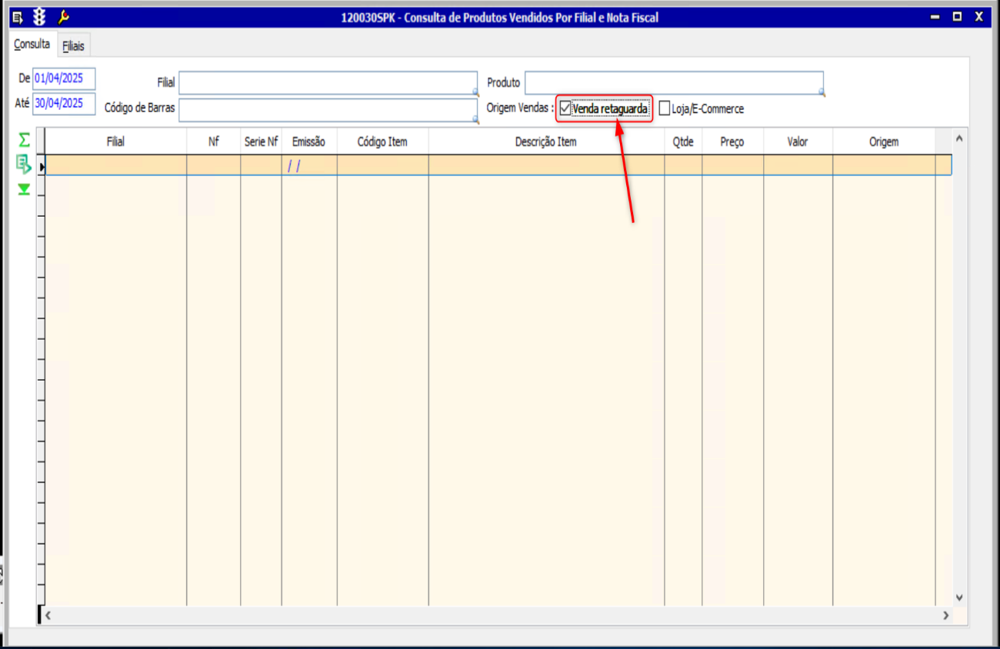 120030SPK - Consulta de Produtos Vendidos Por Filial e Nota Fiscal
Consulta Filiais
De 01/04/2025 Filial Produto
Até 30/04/2025 Código de Barras Origem Vendas : Venda retaguarda Loja/E-Commerce
Filial Nf Serie Nf Emissão Código Item Descrição Item Qtde Preço Valor Origem
/ /